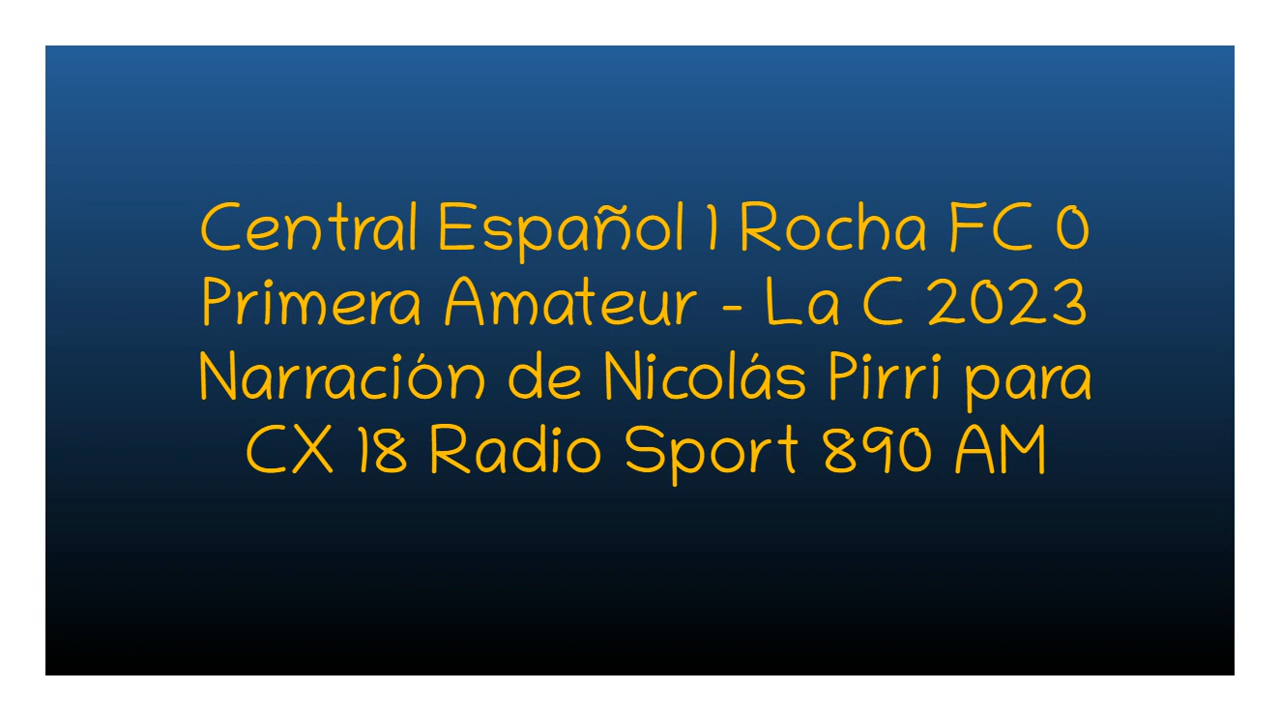 Central Español 1 Rocha FC 0
Primera Amateur - La C 2023
Narración de Nicolás Pirri para
CX 18 Radio Sport 890 AM